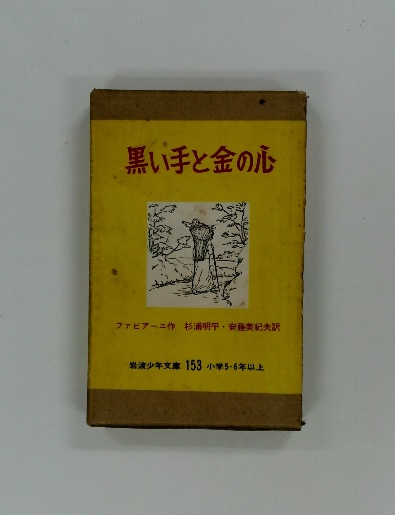 黒い手と金の心
ファビアーニ作 杉浦明平・安藤美紀夫訳
岩波少年文庫 153 小学5・6年以上